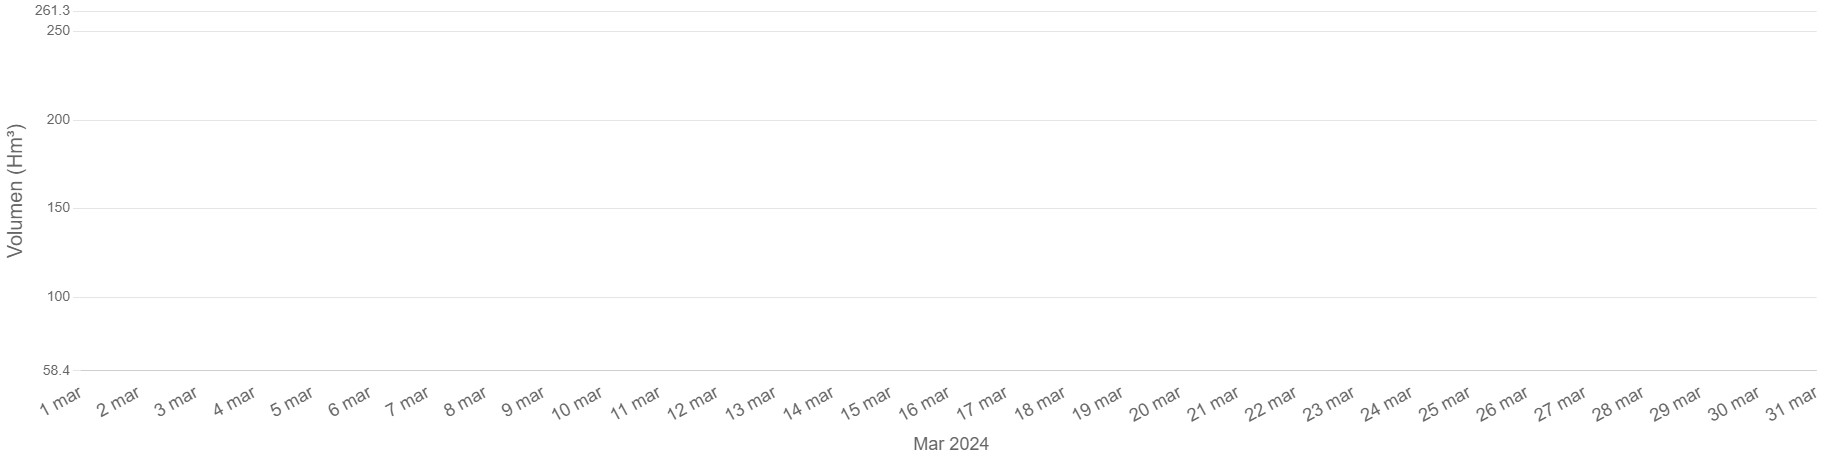 261.3
250
200
150
100
58.4
Volumen (Hm³)
1 mar 2 mar 3 mar 4 mar 5 mar 6 mar 7 mar 8 mar 9 mar 10 mar 11 mar 12 mar 13 mar 14 mar 15 mar 16 mar 17 mar 18 mar 19 mar 20 mar 21 mar 22 mar 23 mar 24 mar 25 mar 26 mar 27 mar 28 mar 29 mar 30 mar 31 mar
Mar 2024